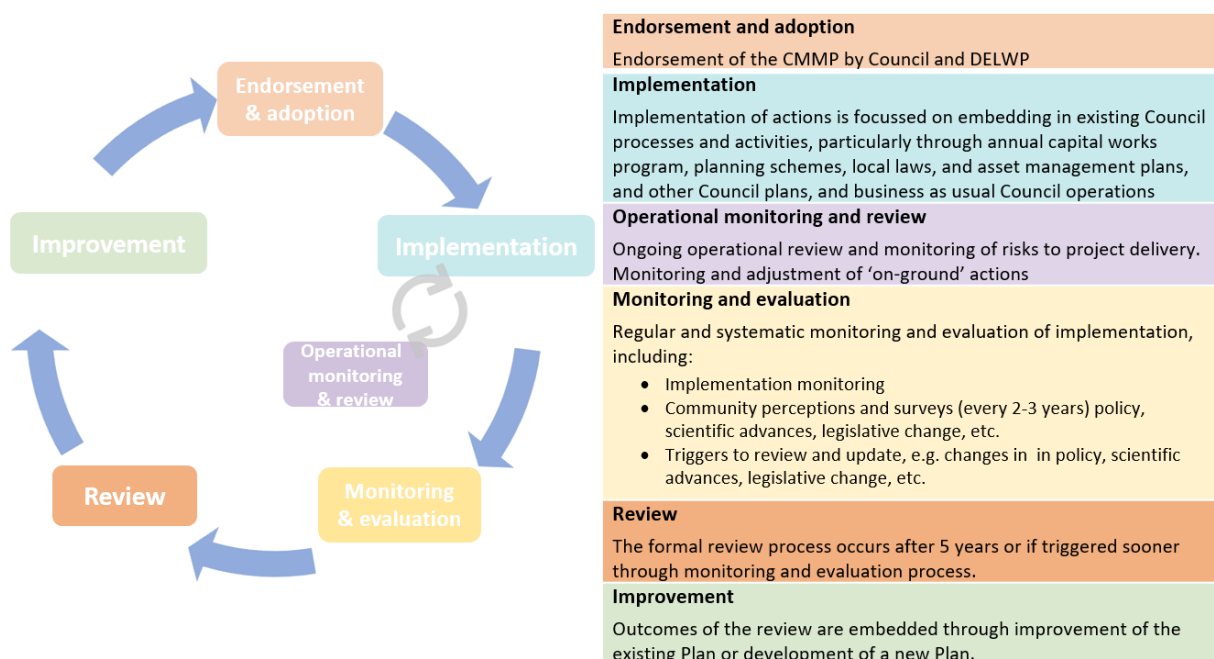 Endorsement
& adoption
Improvement
Implementation
Operational
monitoring
& review
Review
Monitoring
& evaluation
Endorsement and adoption
Endorsement of the CMMP by Council and DELWP
Implementation
Implementation of actions is focussed on embedding in existing Council
processes and activities, particularly through annual capital works
program, planning schemes, local laws, and asset management plans,
and other Council plans, and business as usual Council operations
Operational monitoring and review
Ongoing operational review and monitoring of risks to project delivery.
Monitoring and adjustment of ‘on-ground’ actions
Monitoring and evaluation
Regular and systematic monitoring and evaluation of implementation,
including:
• Implementation monitoring
• Community perceptions and surveys (every 2-3 years) policy,
scientific advances, legislative change, etc.
• Triggers to review and update, e.g. changes in  in policy, scientific
advances, legislative change, etc.
Review
The formal review process occurs after 5 years or if triggered sooner
through monitoring and evaluation process.
Improvement
Outcomes of the review are embedded through improvement of the
existing Plan or development of a new Plan.